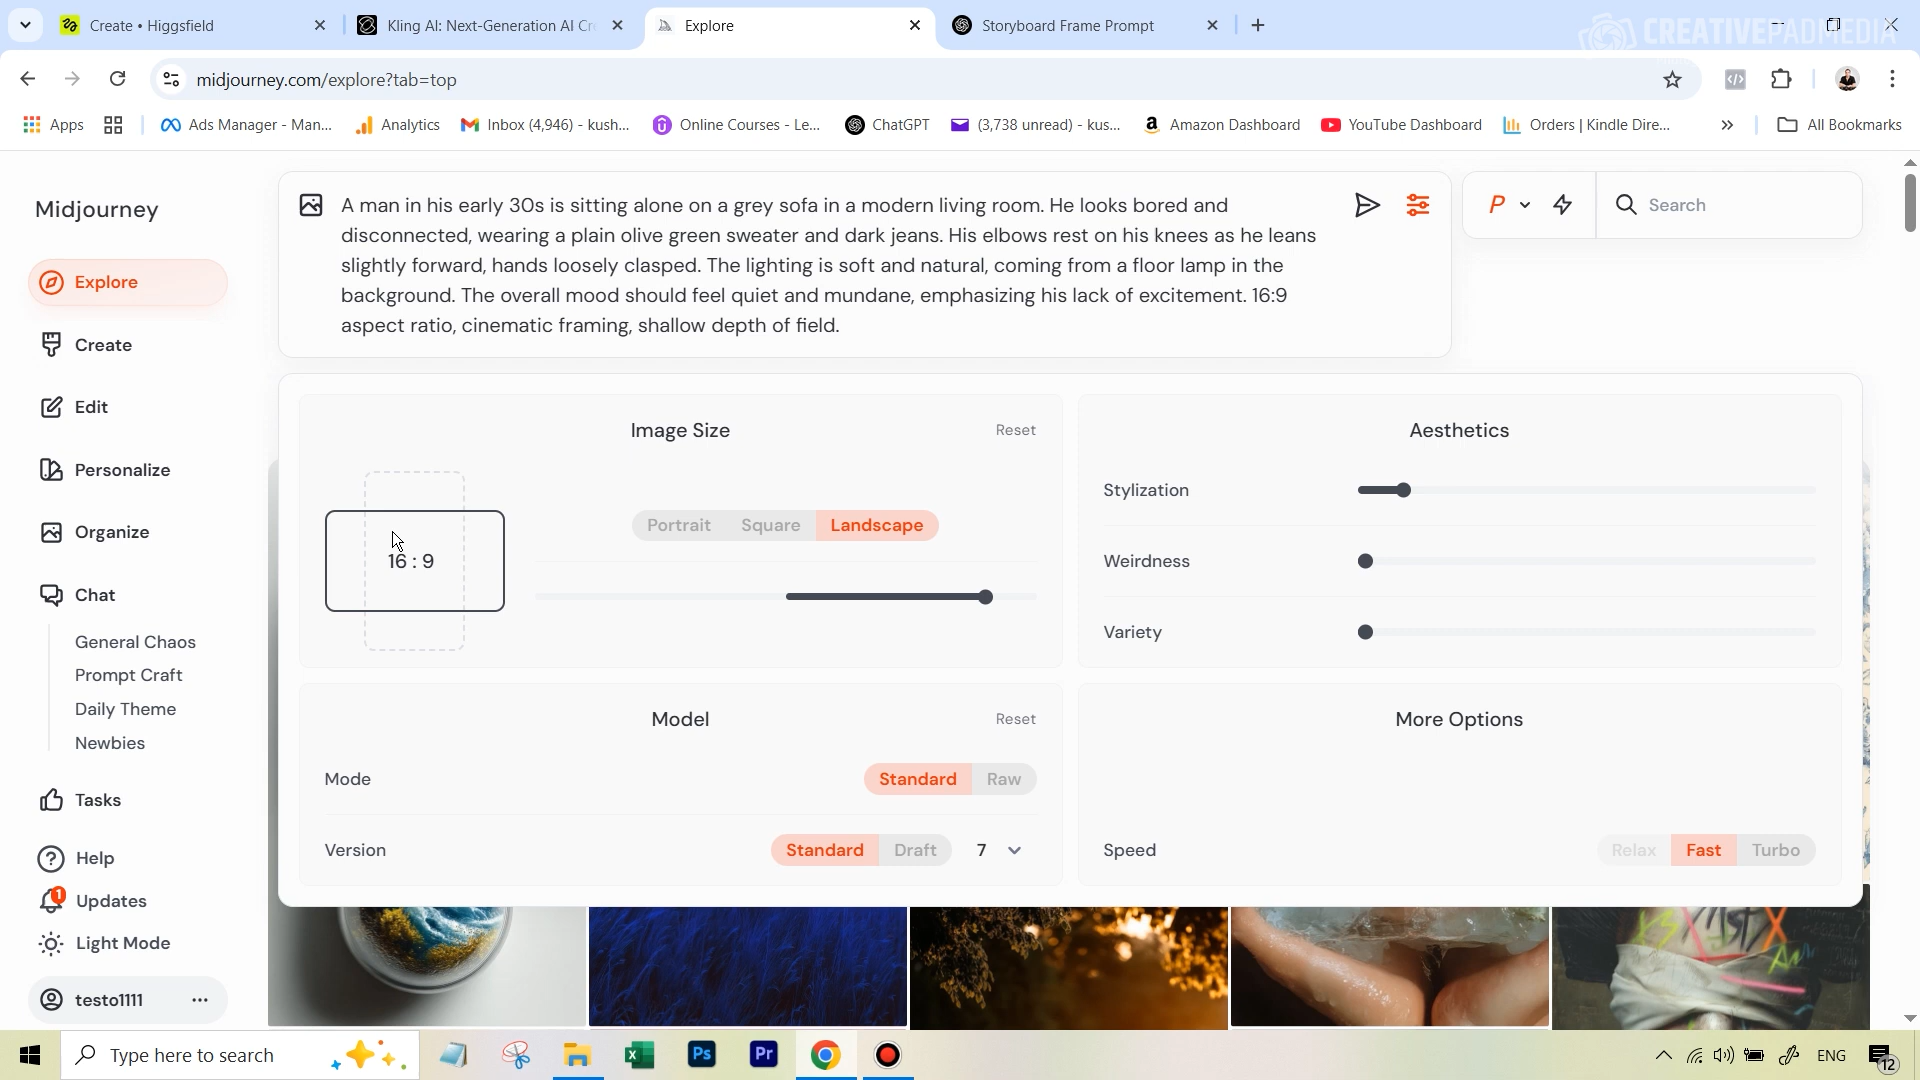 Create • Higgsfield
Kling AI: Next-Generation AI Cr
Explore
Storyboard Frame Prompt
CREATIVEPADMEDIA
midjourney.com/explore?tab=top
Apps
Ads Manager - Man...
Analytics
Inbox (4,946) - kush...
Online Courses - Le...
ChatGPT
(3,738 unread) - kus...
Amazon Dashboard
YouTube Dashboard
Orders | Kindle Dire...
All Bookmarks
Midjourney
Explore
Create
Edit
Personalize
Organize
Chat
General Chaos
Prompt Craft
Daily Theme
Newbies
Tasks
Help
1
Updates
Light Mode
testo1111
A man in his early 30s is sitting alone on a grey sofa in a modern living room. He looks bored and
disconnected, wearing a plain olive green sweater and dark jeans. His elbows rest on his knees as he leans
slightly forward, hands loosely clasped. The lighting is soft and natural, coming from a floor lamp in the
background. The overall mood should feel quiet and mundane, emphasizing his lack of excitement. 16:9
aspect ratio, cinematic framing, shallow depth of field.
P
Search
Image Size
Reset
16 : 9
Portrait Square Landscape
Aesthetics
Stylization
Weirdness
Variety
Model
Reset
Mode
Standard Raw
Version
Standard Draft 7
More Options
Speed
Relax Fast Turbo
Type here to search
Ps
Pr
ENG
12